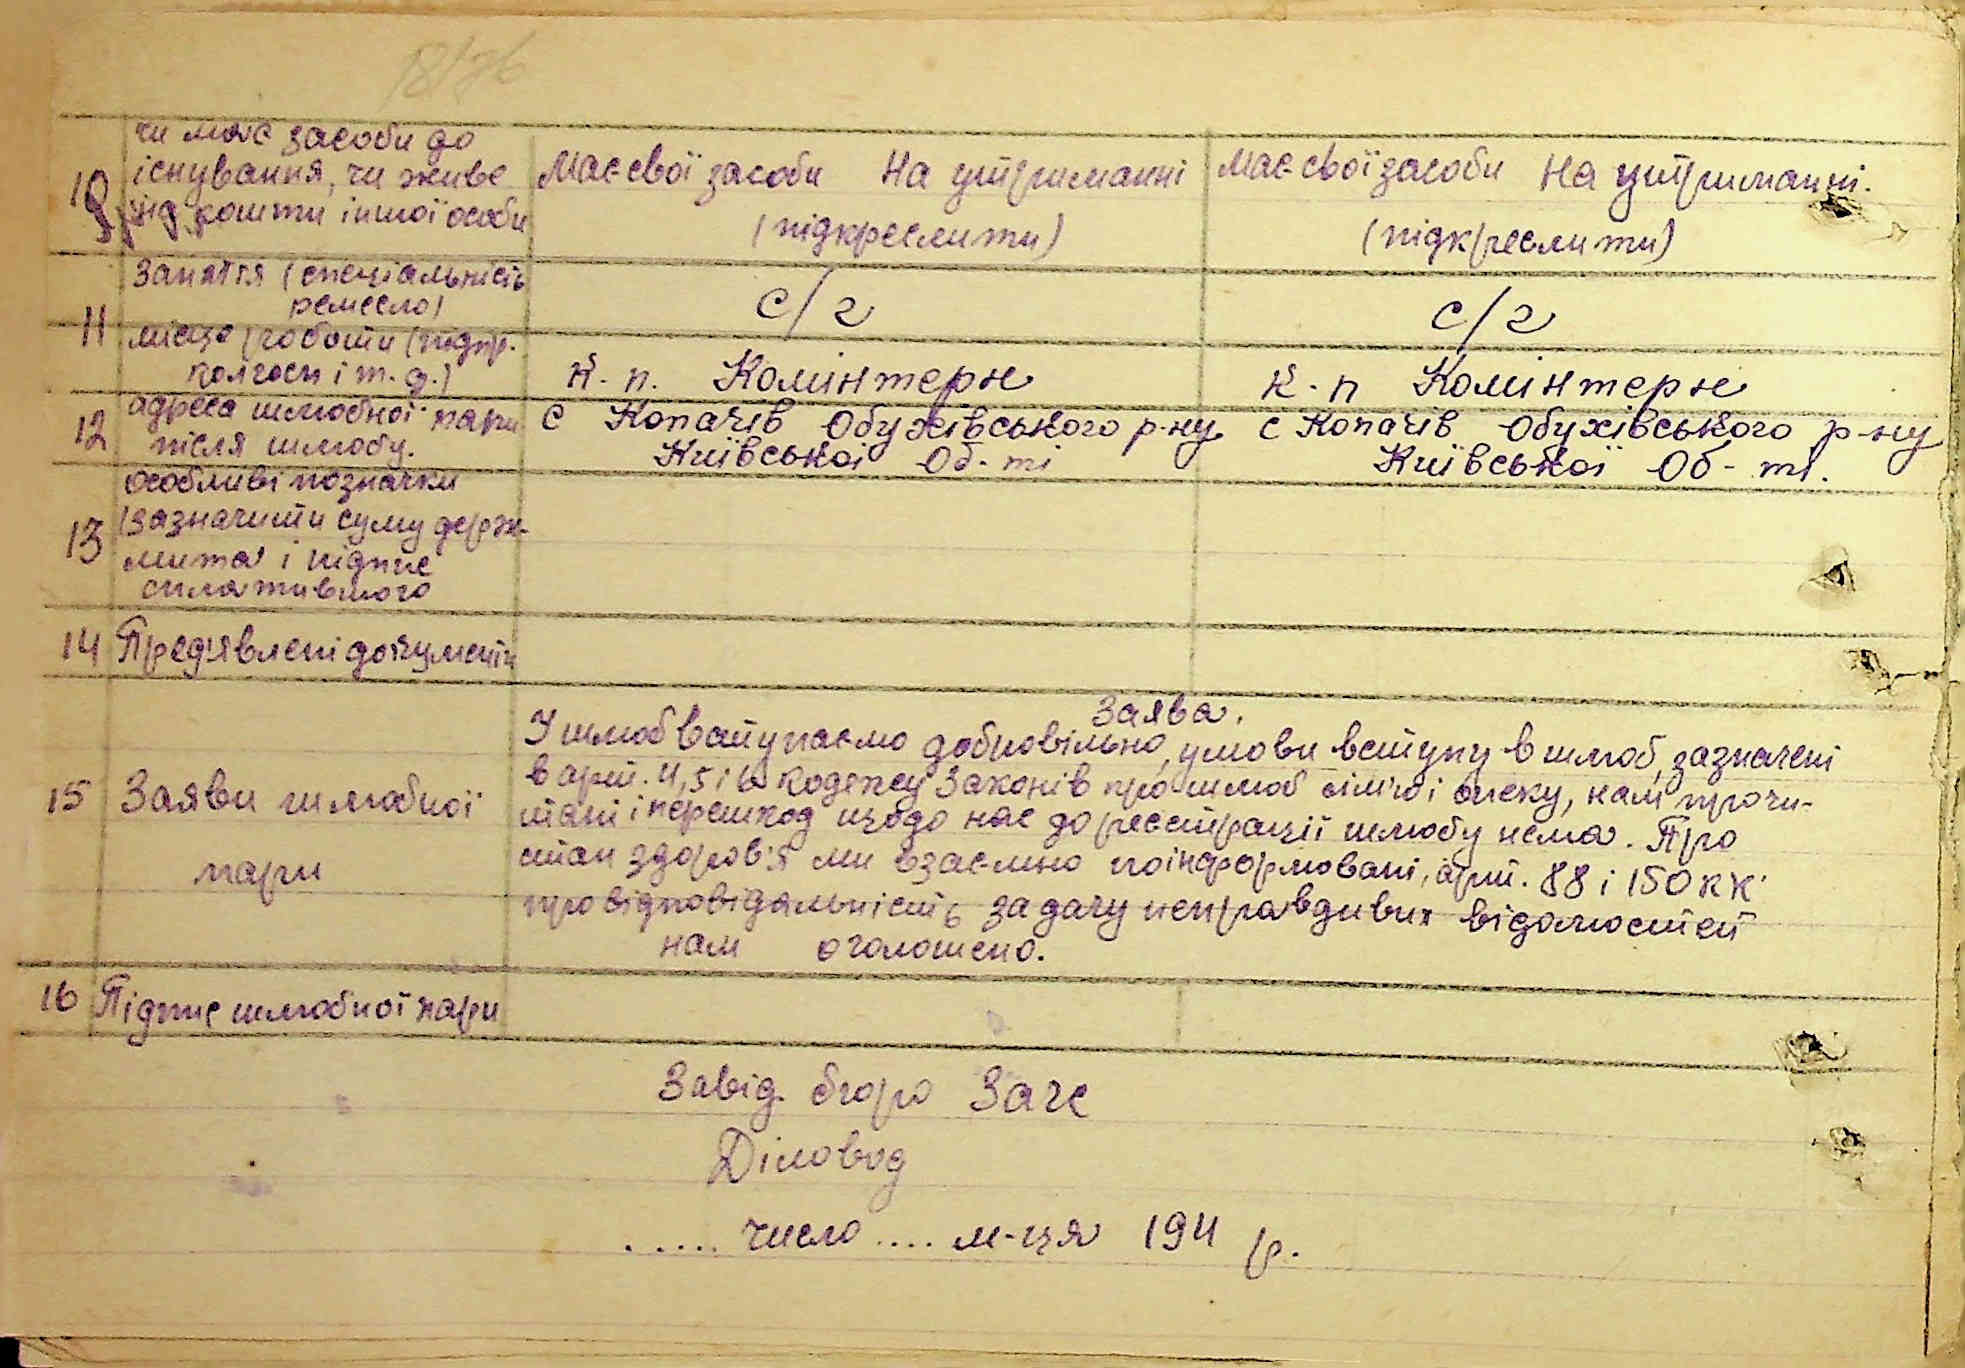 18/76
10 чи має засоби до
існування, чи живе
на кошти іншої особи
має свої засоби На утриманні
(підкреслити)
має свої засоби На утриманні.
(підкреслити)
11 Заняття (спеціальність
ремесло)
с/г
с/г
місце роботи (підпр.
колгосп і т. д.)
к. п. Комінтерн
к. п Комінтерн
12 адреса шлюбної пари
після шлюбу.
с Копачів Обухівського р-ну
Київської Об-ті
с Копачів Обухівського р-ну
Київської Об-ті.
13 особливі позначки
(зазначити суму держ-
мита і підпис
сплатившого
14 Пред'явлені документи
15 Заяви шлюбної
пари
Заява.
У шлюб вступаємо добровільно, умови вступу в шлюб, зазначені
в арт. 4, 5 і 6 кодексу Законів про шлюб сім'ю і опеку, нам прочи-
тані і перешкод щодо нас до реєстрації шлюбу нема. Про
стан здоров'я ми взаємно поінформовані, арт. 88 і 150 КК
про відповідальність за дачу неправдивих відомостей
нам оголошено.
16 Підпис шлюбної пари
Завід. бюро Загс
Діловод
..... число .... м-ця 194 р.